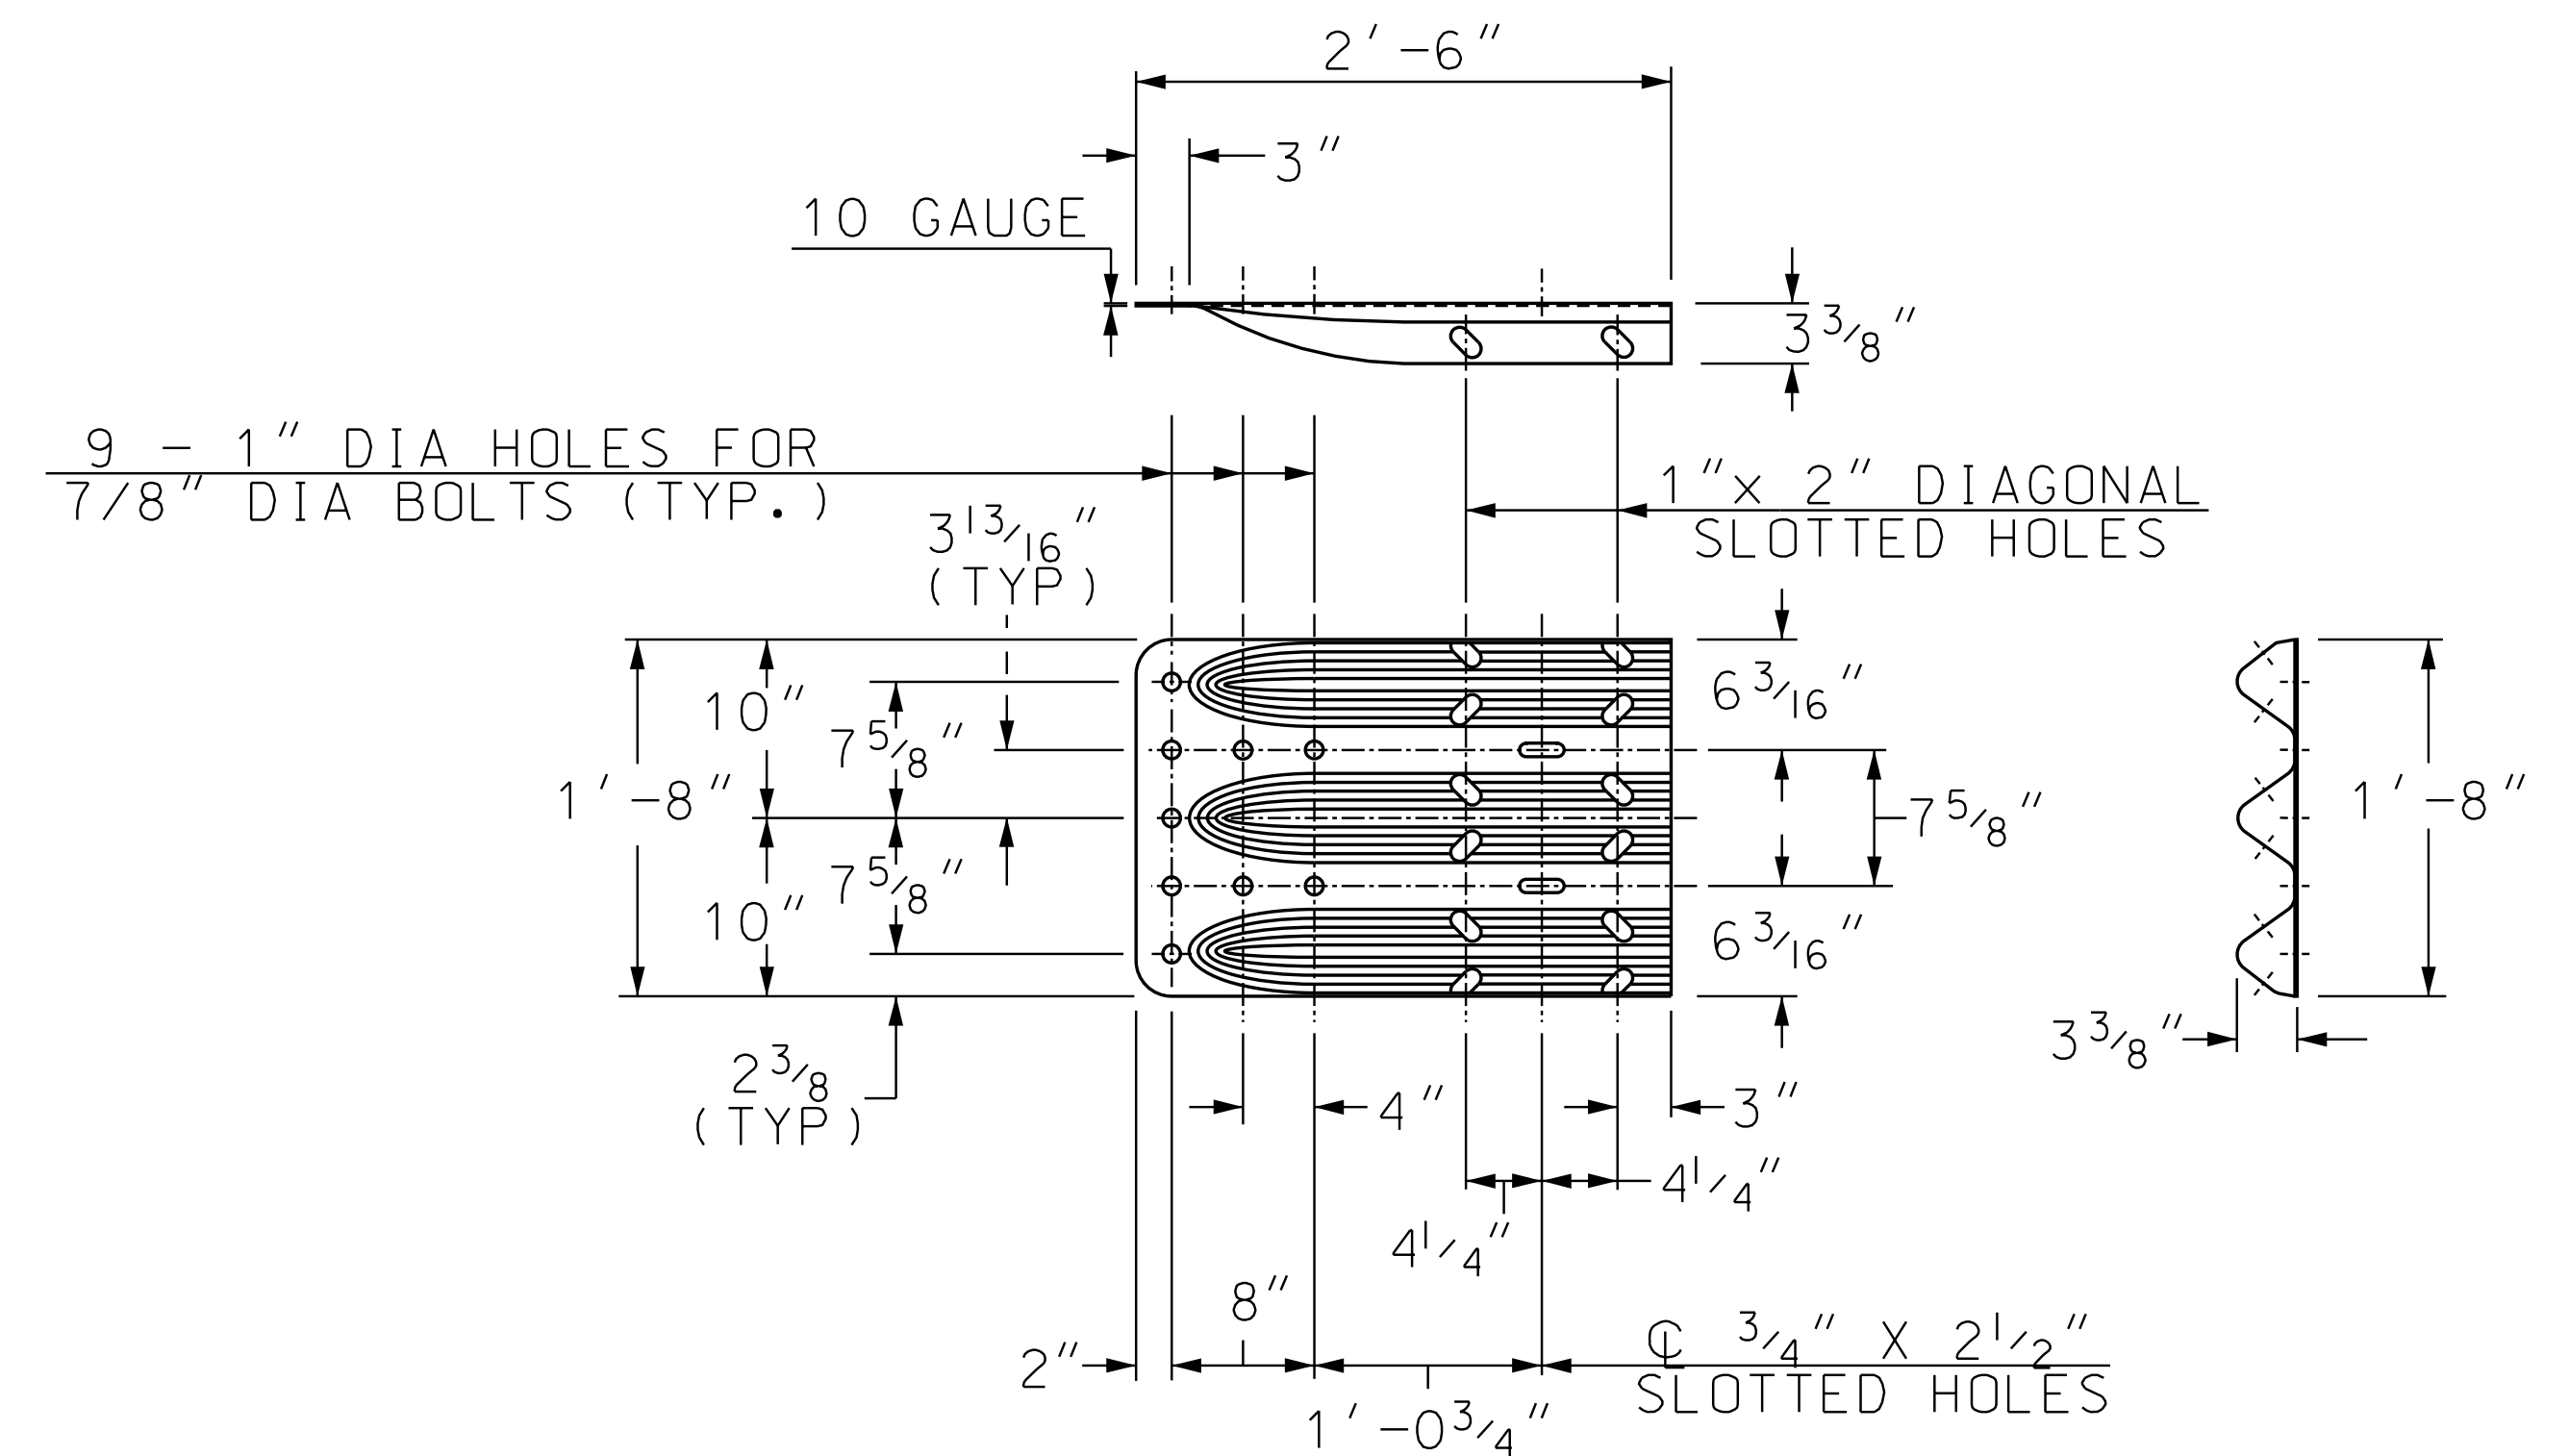 2'-6"
3"
10 GAUGE
3 3/8"
9 - 1" DIA HOLES FOR
7/8" DIA BOLTS (TYP.)
1"x 2" DIAGONAL
SLOTTED HOLES
3 13/16"
(TYP)
6 3/16"
10"
7 5/8"
1'-8"
7 5/8"
1'-8"
7 5/8"
10"
6 3/16"
2 3/8"
(TYP)
3 3/8"
4"
3"
4 1/4"
4 1/4"
8"
2"
℄ 3/4" X 2 1/2"
SLOTTED HOLES
1'-0 3/4"